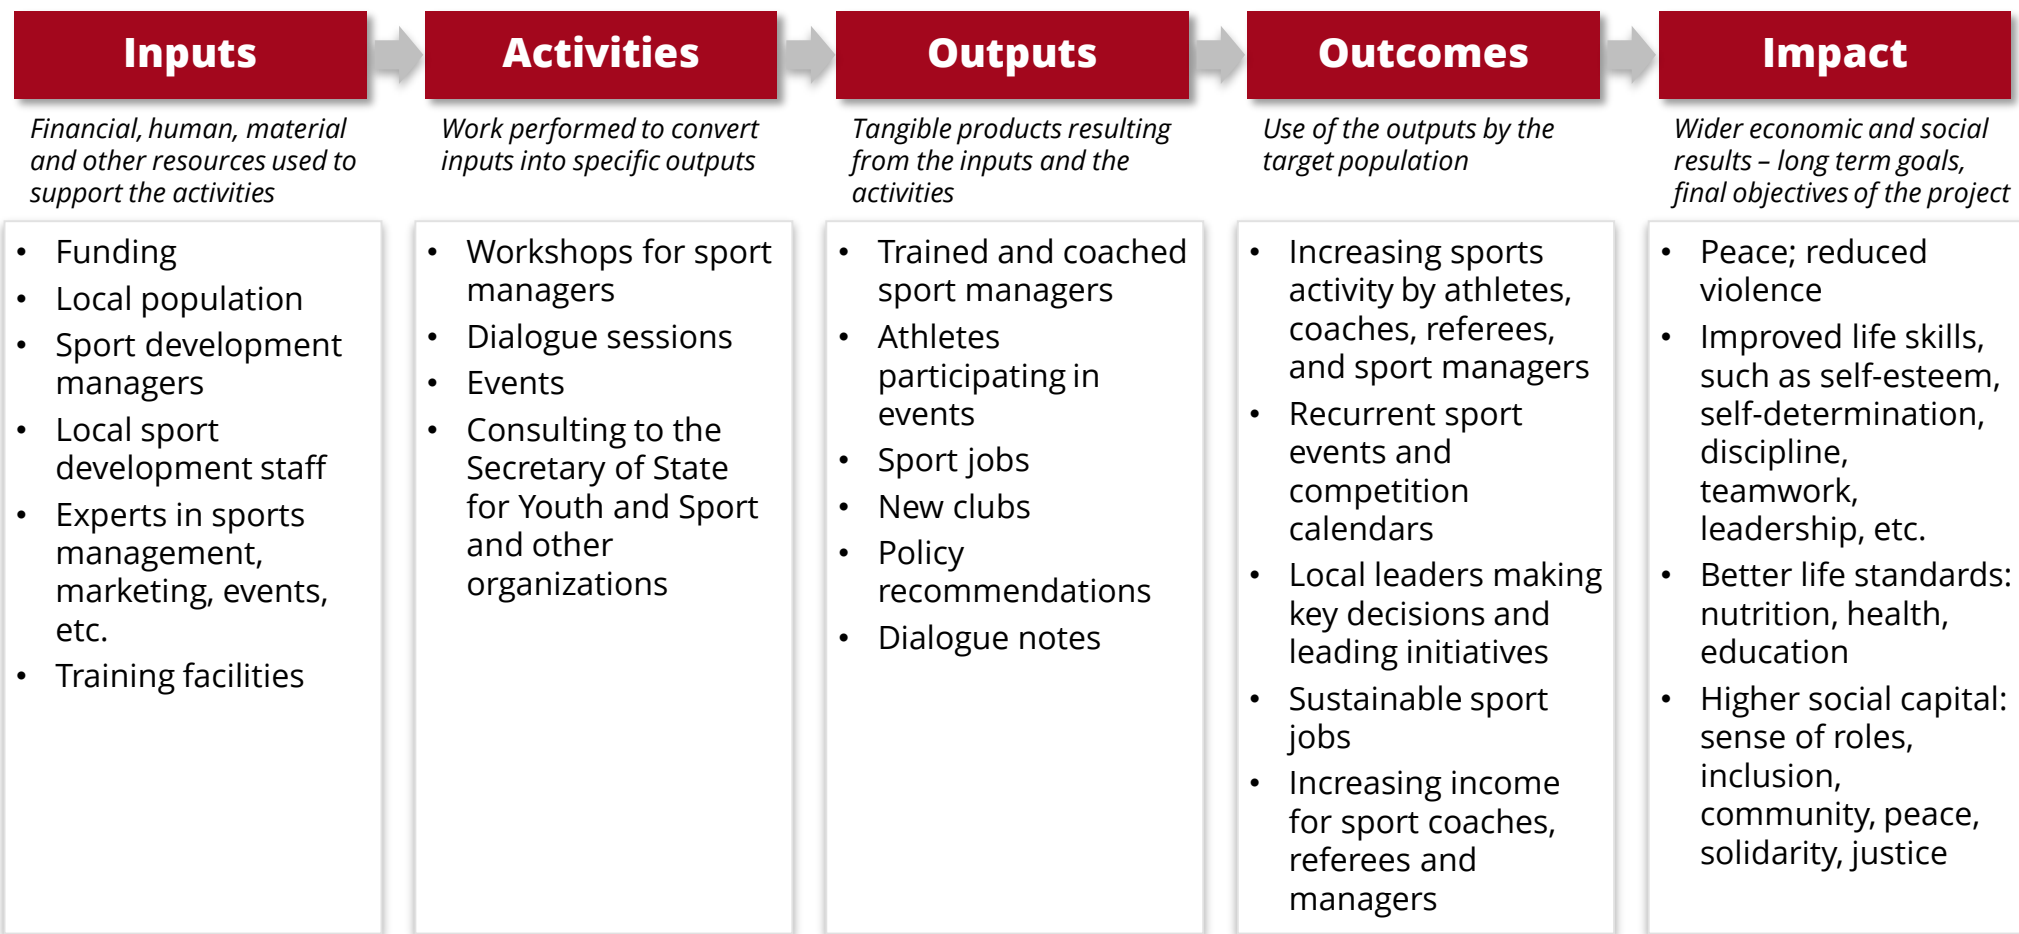 Inputs
Financial, human, material
and other resources used to
support the activities
• Funding
• Local population
• Sport development
managers
• Local sport
development staff
• Experts in sports
management,
marketing, events,
etc.
• Training facilities
Activities
Work performed to convert
inputs into specific outputs
• Workshops for sport
managers
• Dialogue sessions
• Events
• Consulting to the
Secretary of State
for Youth and Sport
and other
organizations
Outputs
Tangible products resulting
from the inputs and the
activities
• Trained and coached
sport managers
• Athletes
participating in
events
• Sport jobs
• New clubs
• Policy
recommendations
• Dialogue notes
Outcomes
Use of the outputs by the
target population
• Increasing sports
activity by athletes,
coaches, referees,
and sport managers
• Recurrent sport
events and
competition
calendars
• Local leaders making
key decisions and
leading initiatives
• Sustainable sport
jobs
• Increasing income
for sport coaches,
referees and
managers
Impact
Wider economic and social
results – long term goals,
final objectives of the project
• Peace; reduced
violence
• Improved life skills,
such as self-esteem,
self-determination,
discipline,
teamwork,
leadership, etc.
• Better life standards:
nutrition, health,
education
• Higher social capital:
sense of roles,
inclusion,
community, peace,
solidarity, justice